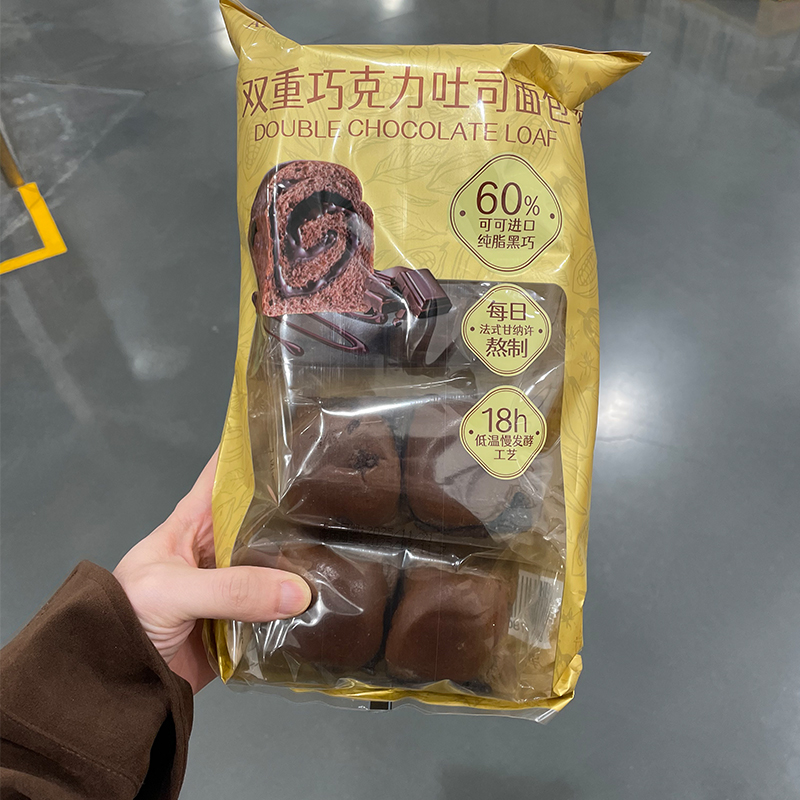 双重巧克力吐司面包
DOUBLE CHOCOLATE LOAF
60%
可可进口
纯脂黑巧
每日
法式甘纳许
熬制
18h
低温慢发酵
工艺